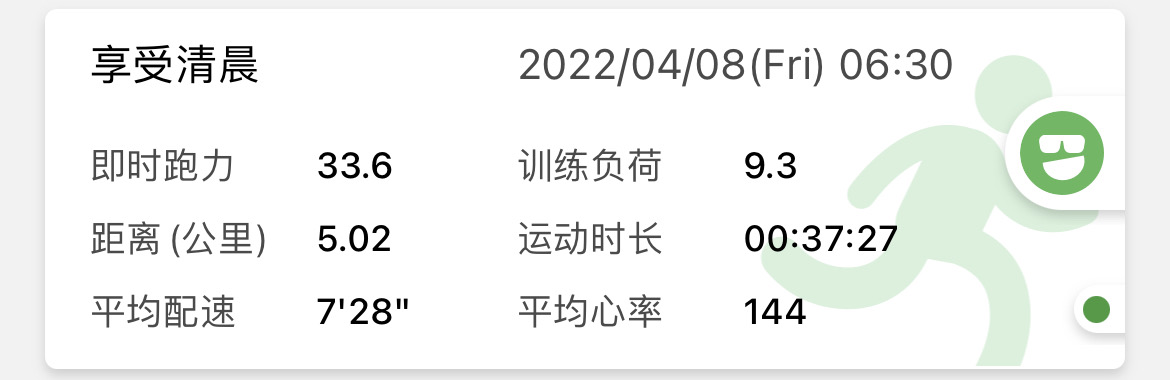 享受清晨 2022/04/08(Fri) 06:30
即时跑力 33.6 训练负荷 9.3
距离 (公里) 5.02 运动时长 00:37:27
平均配速 7'28" 平均心率 144